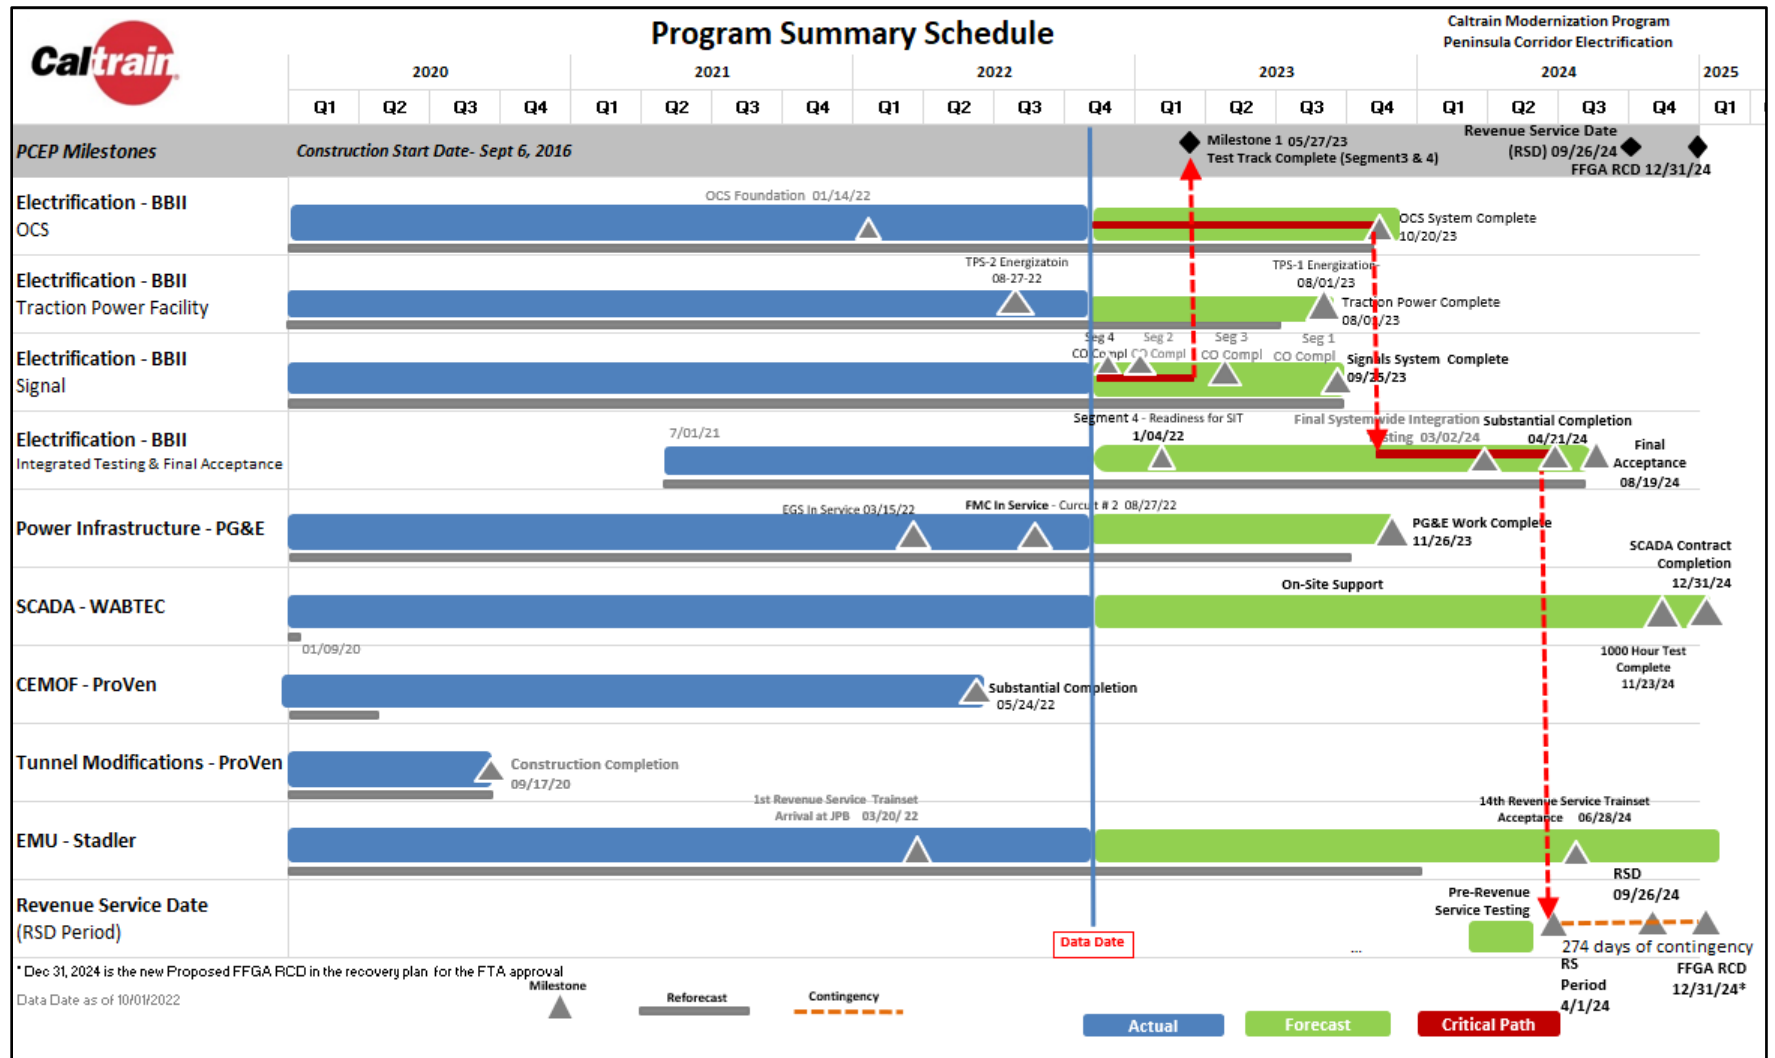 Caltrain
Program Summary Schedule
Caltrain Modernization Program
Peninsula Corridor Electrification
2020
2021
2022
2023
2024
2025
Q1
Q2
Q3
Q4
Q1
Q2
Q3
Q4
Q1
Q2
Q3
Q4
Q1
Q2
Q3
Q4
Q1
Q2
Q3
Q4
Q1
PCEP Milestones
Construction Start Date- Sept 6, 2016
Milestone 1 05/27/23
Test Track Complete (Segment3 & 4)
Revenue Service Date
(RSD) 09/26/24
FFGA RCD 12/31/24
Electrification - BBII
OCS
OCS Foundation 01/14/22
OCS System Complete
10/20/23
Electrification - BBII
Traction Power Facility
TPS-2 Energizatoin
08-27-22
TPS-1 Energization
08/01/23
Traction Power Complete
08/01/23
Electrification - BBII
Signal
Seg 4
CO Compl
Seg 2
CO Compl
Seg 3
CO Compl
Seg 1
CO Compl
Signals System Complete
09/25/23
Electrification - BBII
Integrated Testing & Final Acceptance
7/01/21
Segment 4 - Readiness for SIT
1/04/22
Final Systemwide Integration
Testing 03/02/24
Substantial Completion
04/21/24
Final
Acceptance
08/19/24
Power Infrastructure - PG&E
EGS In Service 03/15/22
FMC In Service - Curcuit # 2 08/27/22
PG&E Work Complete
11/26/23
SCADA - WABTEC
01/09/20
On-Site Support
SCADA Contract
Completion
12/31/24
1000 Hour Test
Complete
11/23/24
CEMOF - ProVen
Substantial Completion
05/24/22
Tunnel Modifications - ProVen
Construction Completion
09/17/20
EMU - Stadler
1st Revenue Service Trainset
Arrival at JPB 03/20/ 22
14th Revenue Service Trainset
Acceptance 06/28/24
Revenue Service Date
(RSD Period)
Pre-Revenue
Service Testing
RSD
09/26/24
...
274 days of contingency
RS
Period
4/1/24
FFGA RCD
12/31/24*
Data Date
* Dec 31, 2024 is the new Proposed FFGA RCD in the recovery plan for the FTA approval
Data Date as of 10/01/2022
Milestone
Reforecast
Contingency
Actual
Forecast
Critical Path